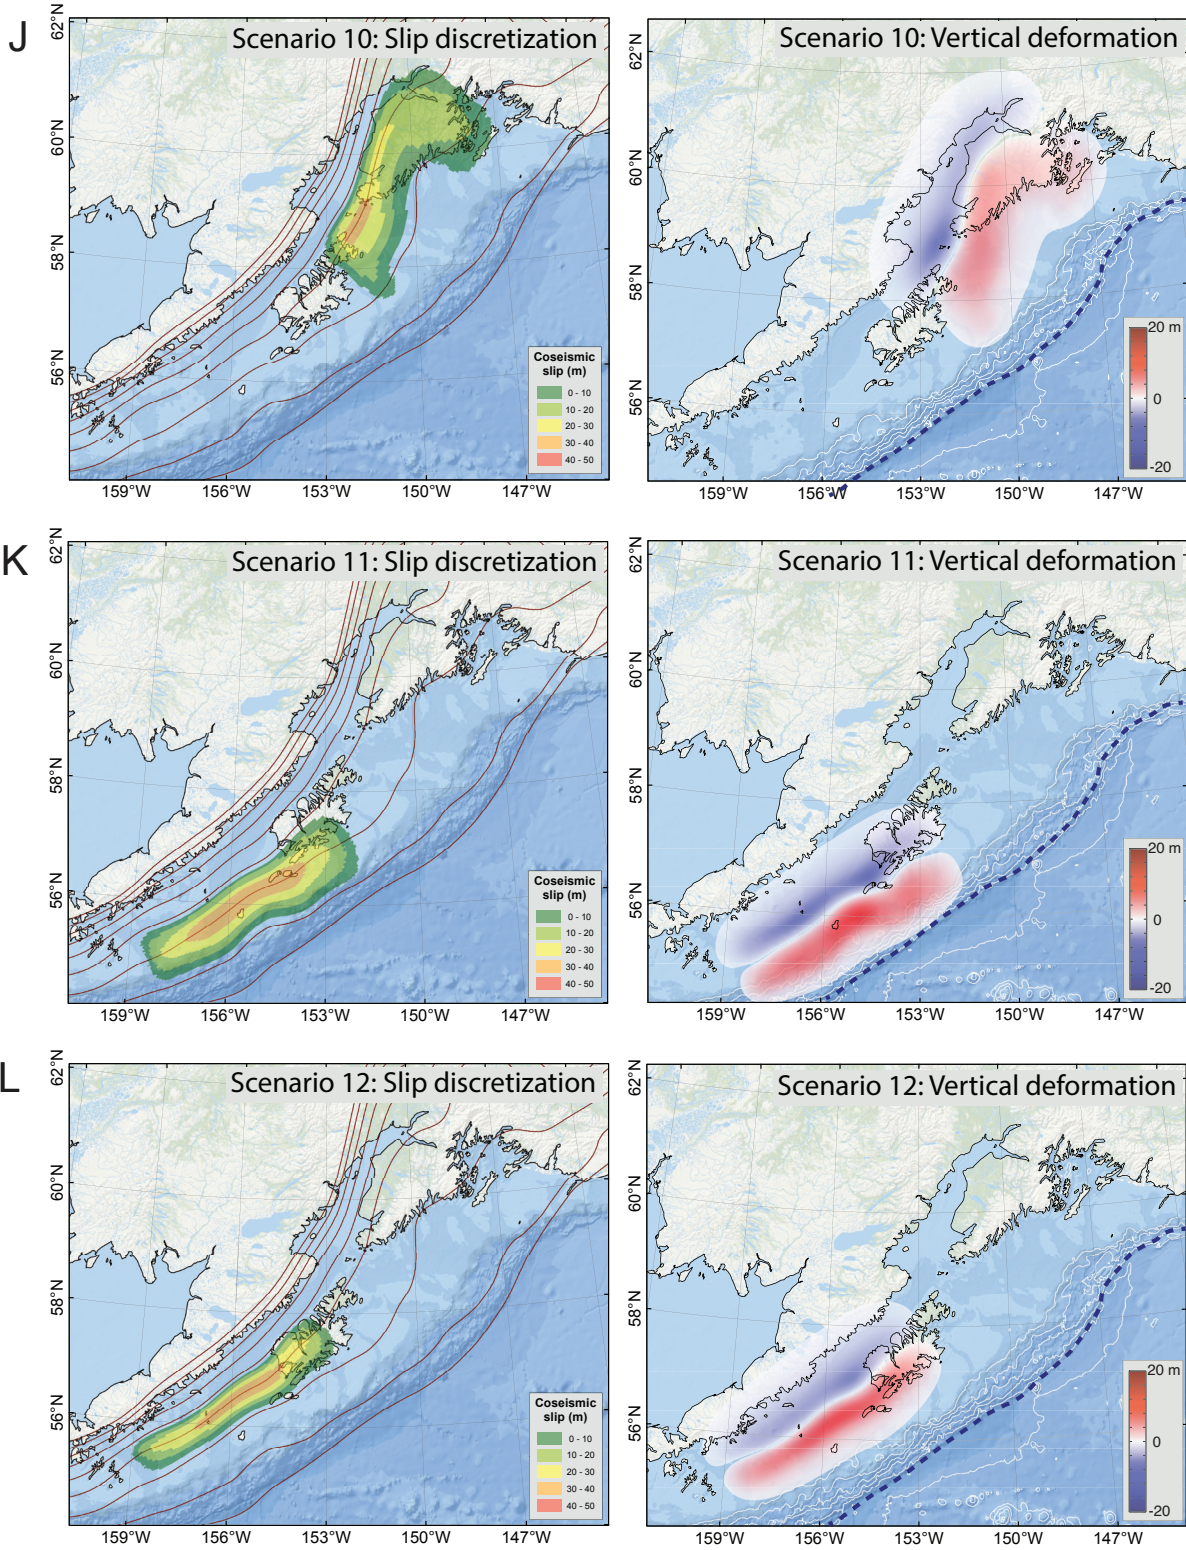 J
Scenario 10: Slip discretization
62°N
60°N
58°N
56°N
Coseismic
slip (m)
0 - 10
10 - 20
20 - 30
30 - 40
40 - 50
159°W 156°W 153°W 150°W 147°W
Scenario 10: Vertical deformation
62°N
60°N
58°N
56°N
20 m
0
-20
159°W 156°W 153°W 150°W 147°W
K
Scenario 11: Slip discretization
62°N
60°N
58°N
56°N
Coseismic
slip (m)
0 - 10
10 - 20
20 - 30
30 - 40
40 - 50
159°W 156°W 153°W 150°W 147°W
Scenario 11: Vertical deformation
62°N
60°N
58°N
56°N
20 m
0
-20
159°W 156°W 153°W 150°W 147°W
L
Scenario 12: Slip discretization
62°N
60°N
58°N
56°N
Coseismic
slip (m)
0 - 10
10 - 20
20 - 30
30 - 40
40 - 50
159°W 156°W 153°W 150°W 147°W
Scenario 12: Vertical deformation
62°N
60°N
58°N
56°N
20 m
0
-20
159°W 156°W 153°W 150°W 147°W